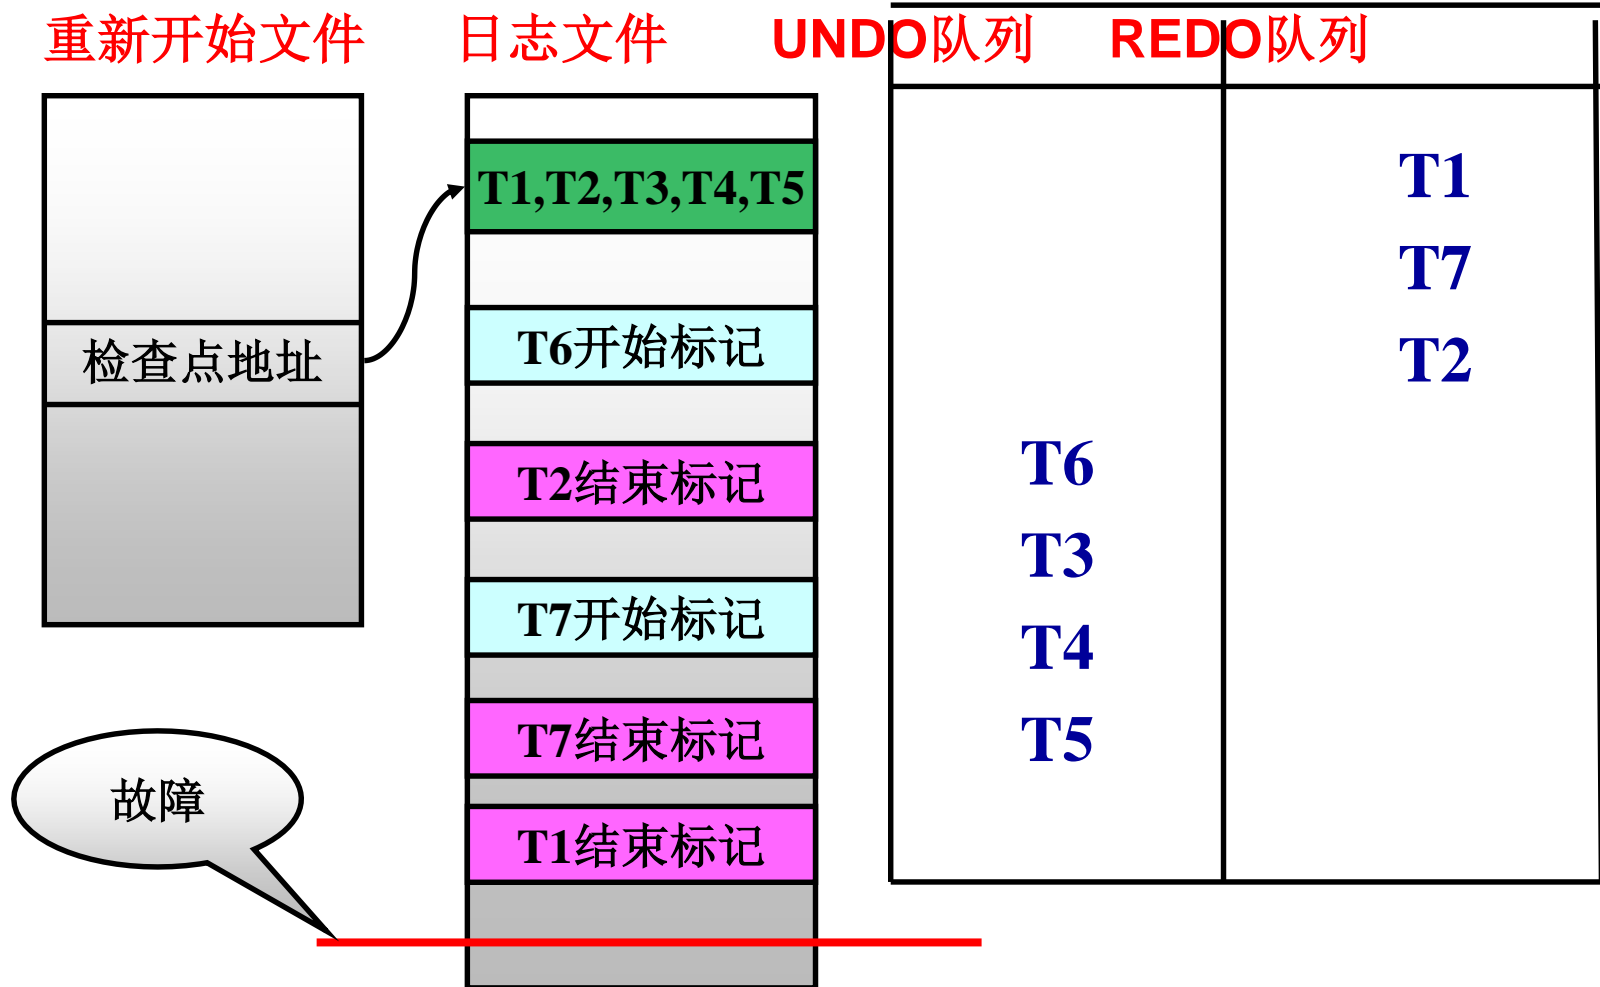 重新开始文件
日志文件
UNDO队列
REDO队列
T1,T2,T3,T4,T5
检查点地址
T6开始标记
T2结束标记
T7开始标记
T7结束标记
T1结束标记
故障
T6
T3
T4
T5
T1
T7
T2